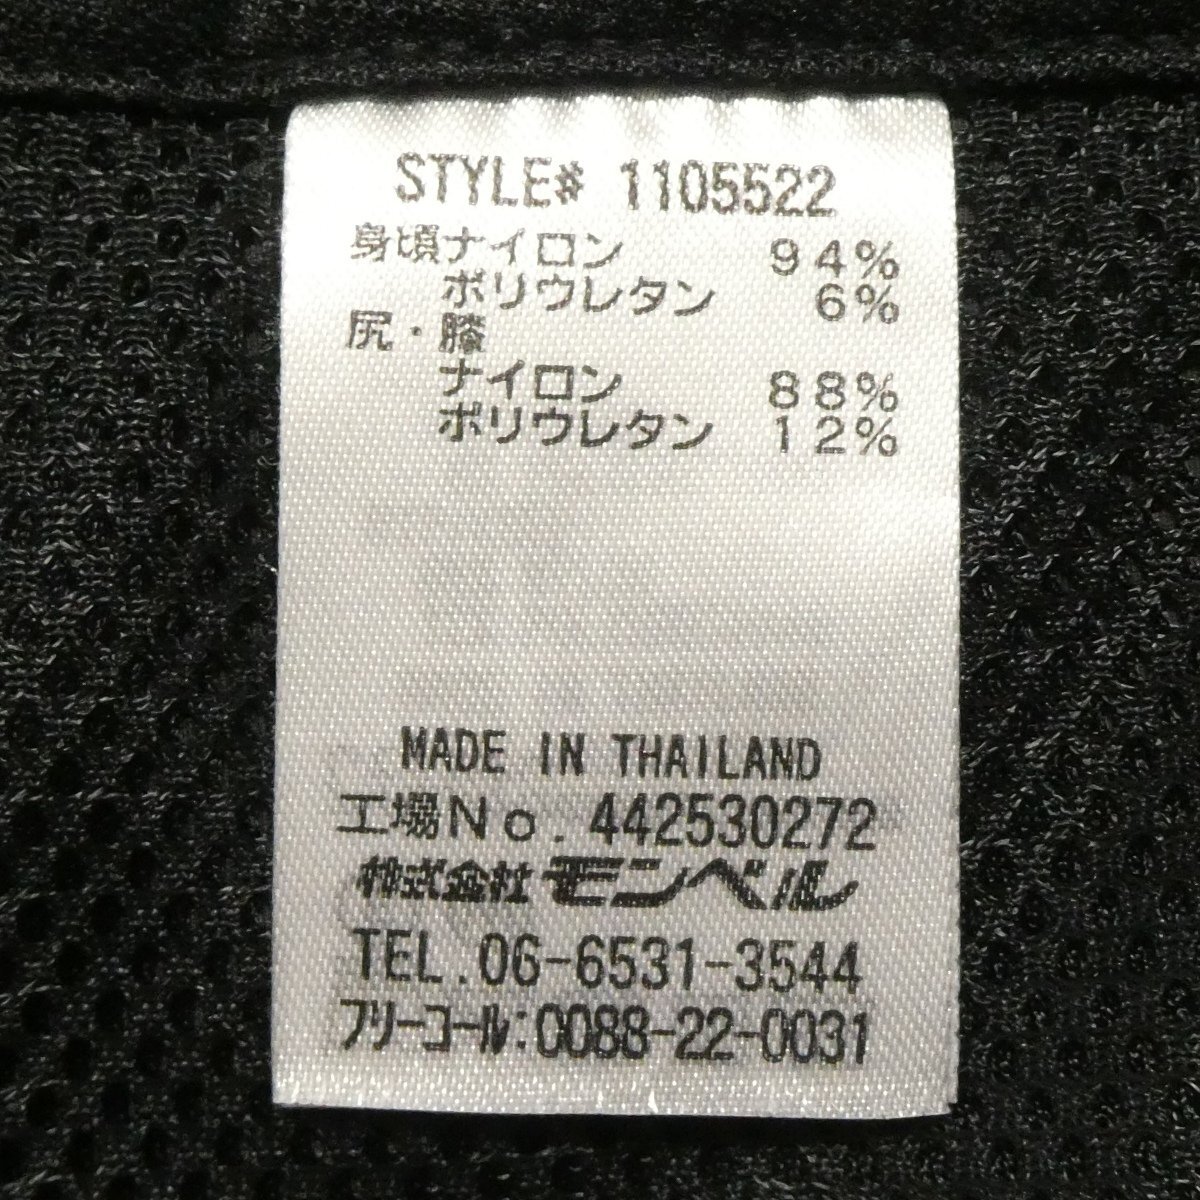 STYLE# 1105522
身頃ナイロン 94%
ポリウレタン 6%
尻・膝
ナイロン 88%
ポリウレタン 12%
MADE IN THAILAND
工場No. 442530272
株式会社モンベル
TEL.06-6531-3544
フリーコール:0088-22-0031